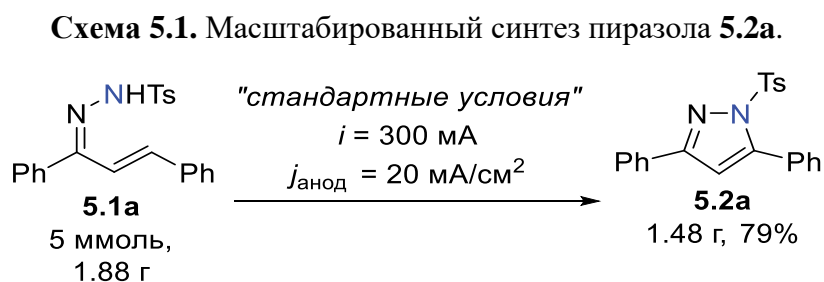 Схема 5.1. Масштабированный синтез пиразола 5.2a.
N
NHTs
Ph
Ph
5.1a
5 ммоль,
1.88 г
"стандартные условия"
i = 300 мА
jанод = 20 мА/см²
Ts
N
N
Ph
Ph
5.2a
1.48 г, 79%